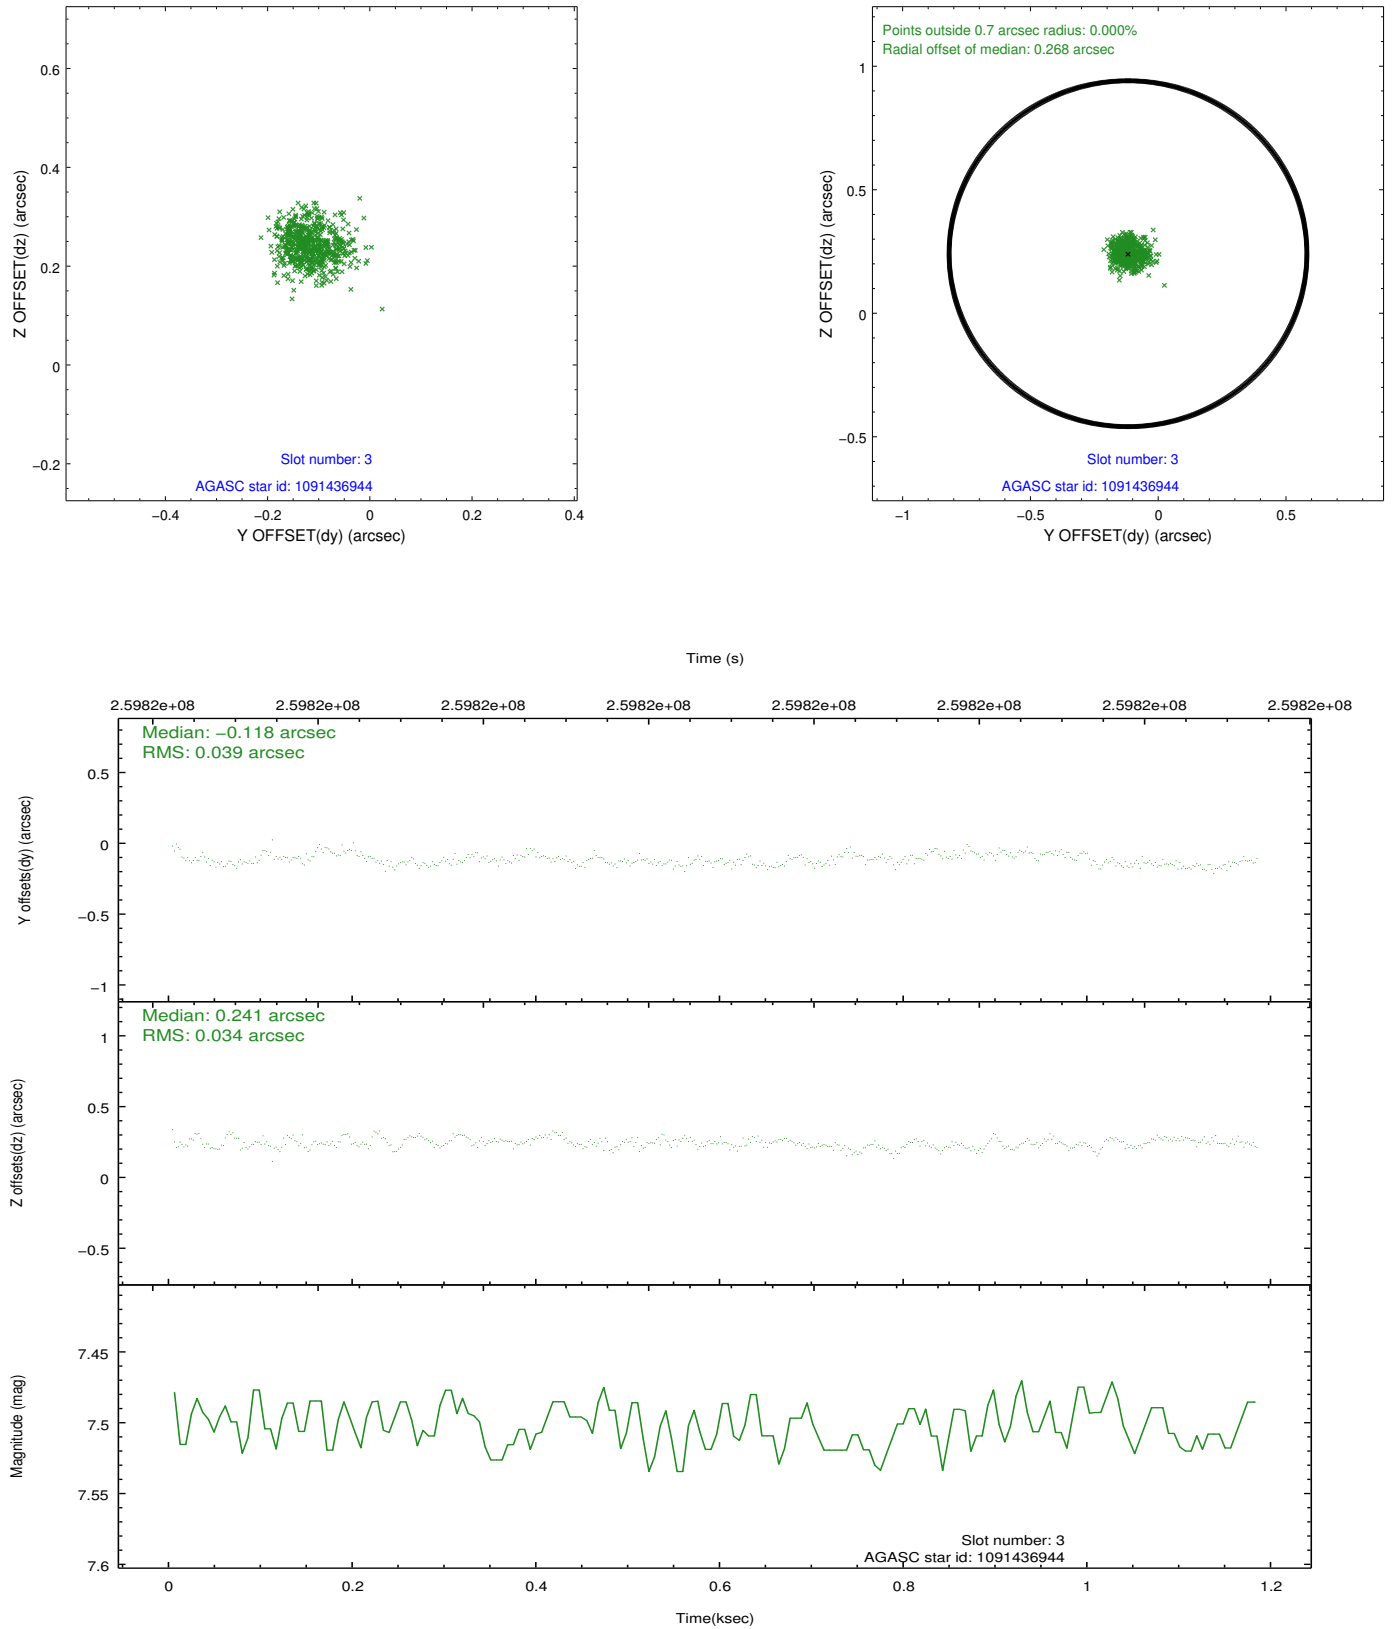 0.6
0.4
0.2
0
−0.2
Z OFFSET(dz) (arcsec)
Slot number: 3
AGASC star id: 1091436944
−0.4
−0.2
0
0.2
0.4
Y OFFSET(dy) (arcsec)
Points outside 0.7 arcsec radius: 0.000%
Radial offset of median: 0.268 arcsec
1
0.5
0
−0.5
Z OFFSET(dz) (arcsec)
Slot number: 3
AGASC star id: 1091436944
−1
−0.5
0
0.5
Y OFFSET(dy) (arcsec)
Time (s)
2.5982e+08 2.5982e+08 2.5982e+08 2.5982e+08 2.5982e+08 2.5982e+08 2.5982e+08 2.5982e+08
Median: −0.118 arcsec
RMS: 0.039 arcsec
0.5
0
−0.5
−1
Y offsets(dy) (arcsec)
Median: 0.241 arcsec
RMS: 0.034 arcsec
1
0.5
0
−0.5
Z offsets(dz) (arcsec)
7.45
7.5
7.55
7.6
Magnitude (mag)
Slot number: 3
AGASC star id: 1091436944
0
0.2
0.4
0.6
0.8
1
1.2
Time(ksec)